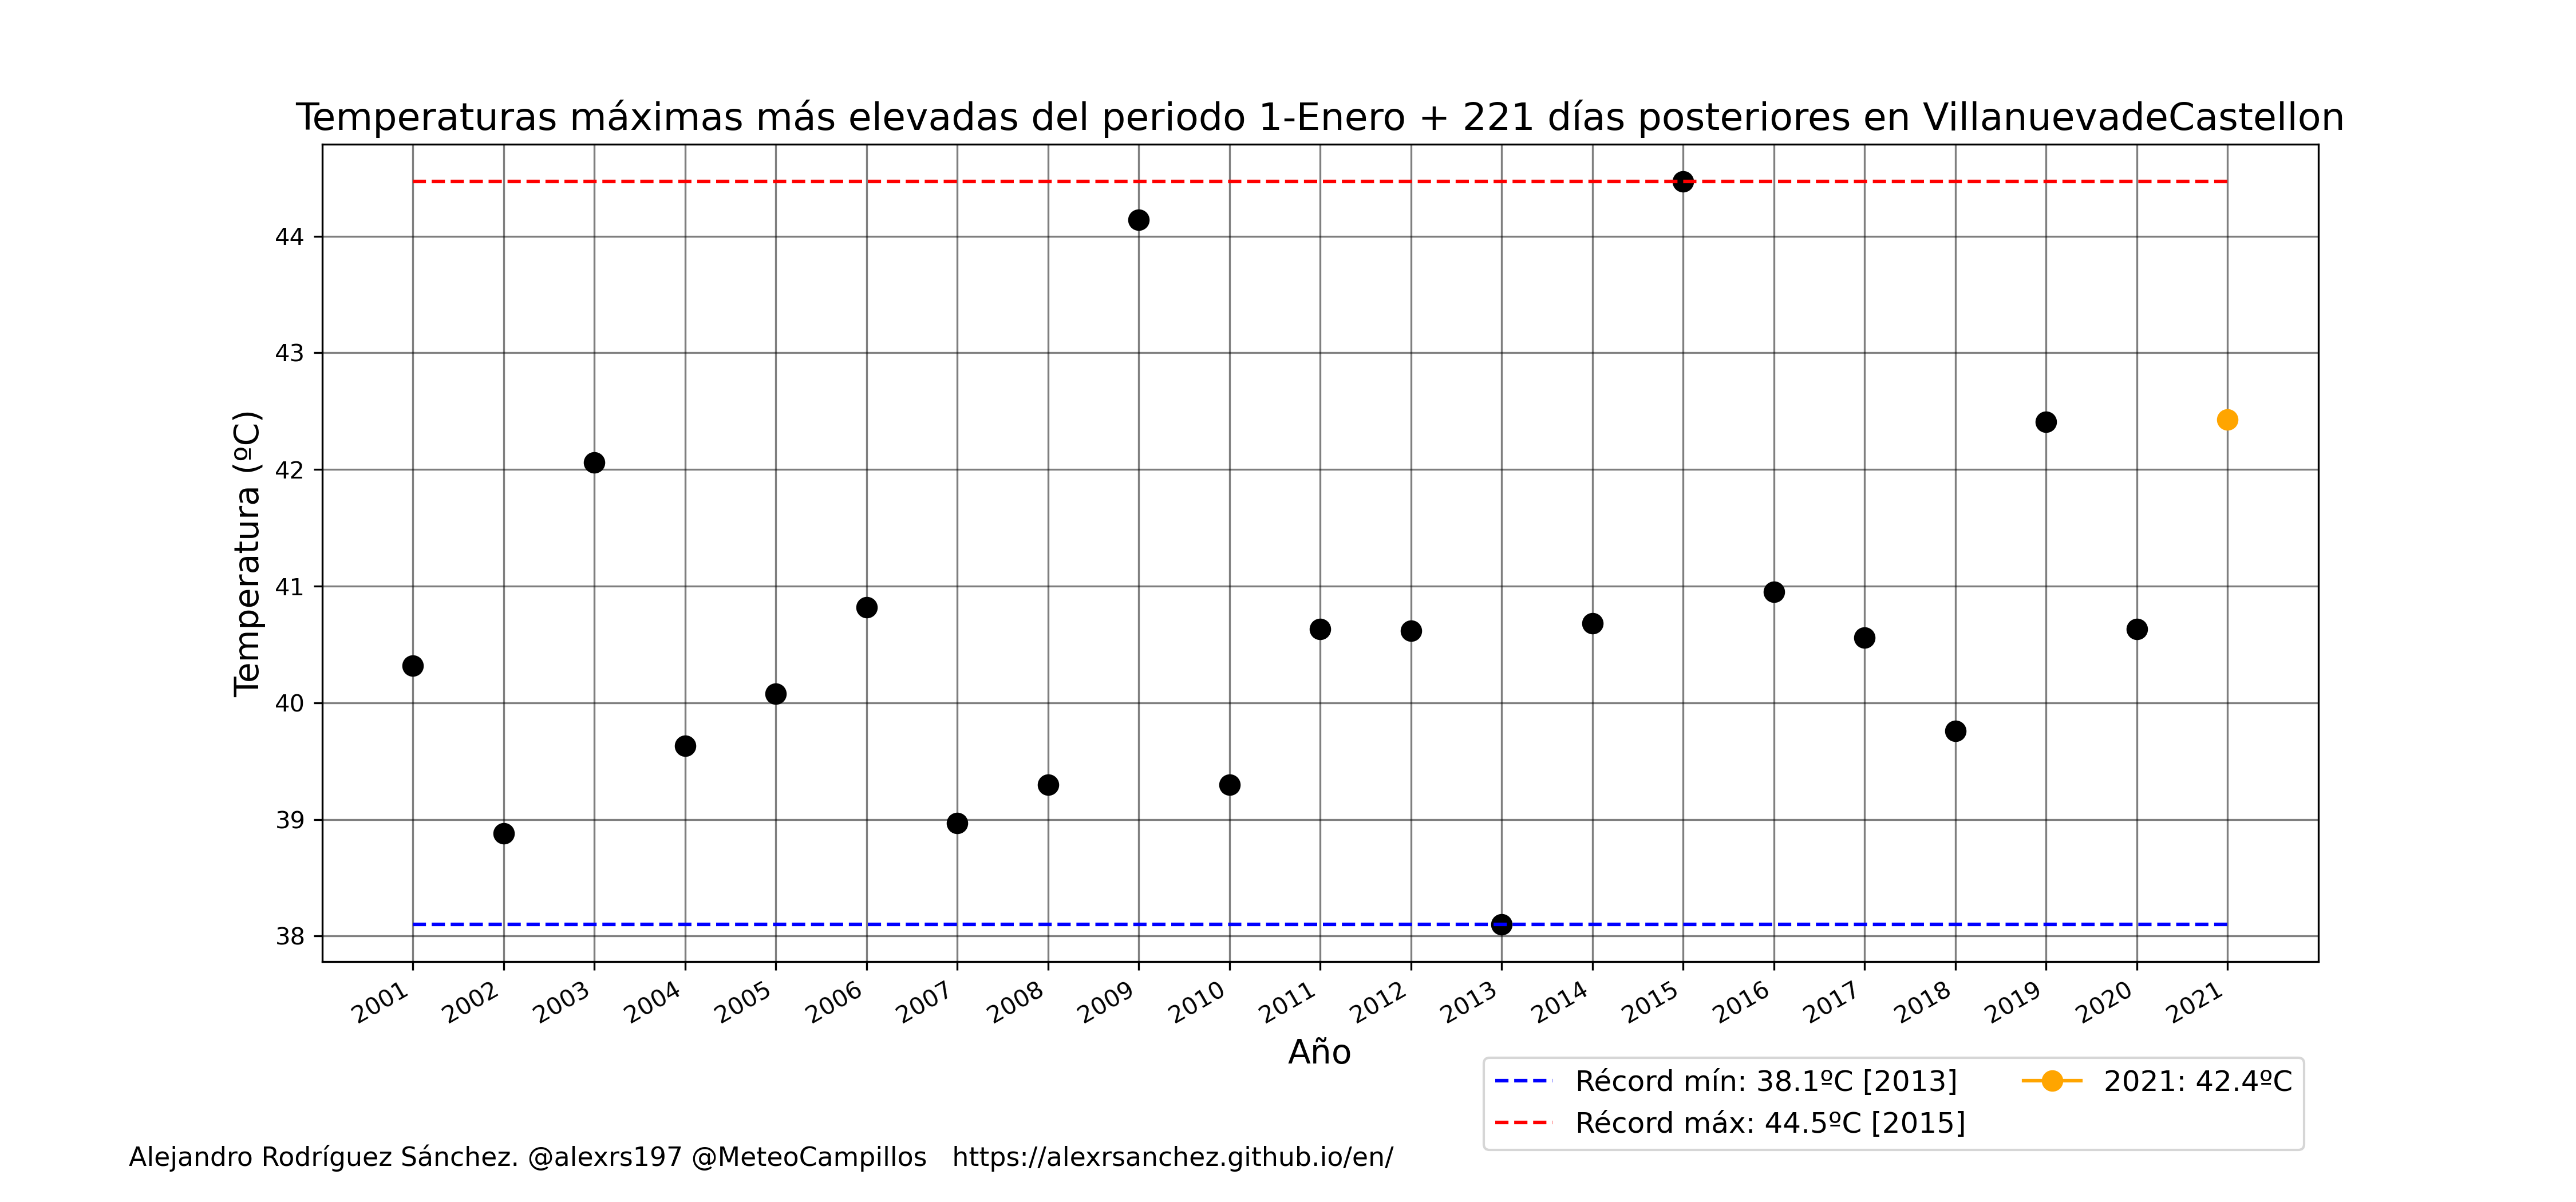 Temperaturas máximas más elevadas del periodo 1-Enero + 221 días posteriores en VillanuevadeCastellon
Temperatura (ºC)
44
43
42
41
40
39
38
2001 2002 2003 2004 2005 2006 2007 2008 2009 2010 2011 2012 2013 2014 2015 2016 2017 2018 2019 2020 2021
Año
Récord mín: 38.1ºC [2013]
Récord máx: 44.5ºC [2015]
2021: 42.4ºC
Alejandro Rodríguez Sánchez. @alexrs197 @MeteoCampillos https://alexrsanchez.github.io/en/